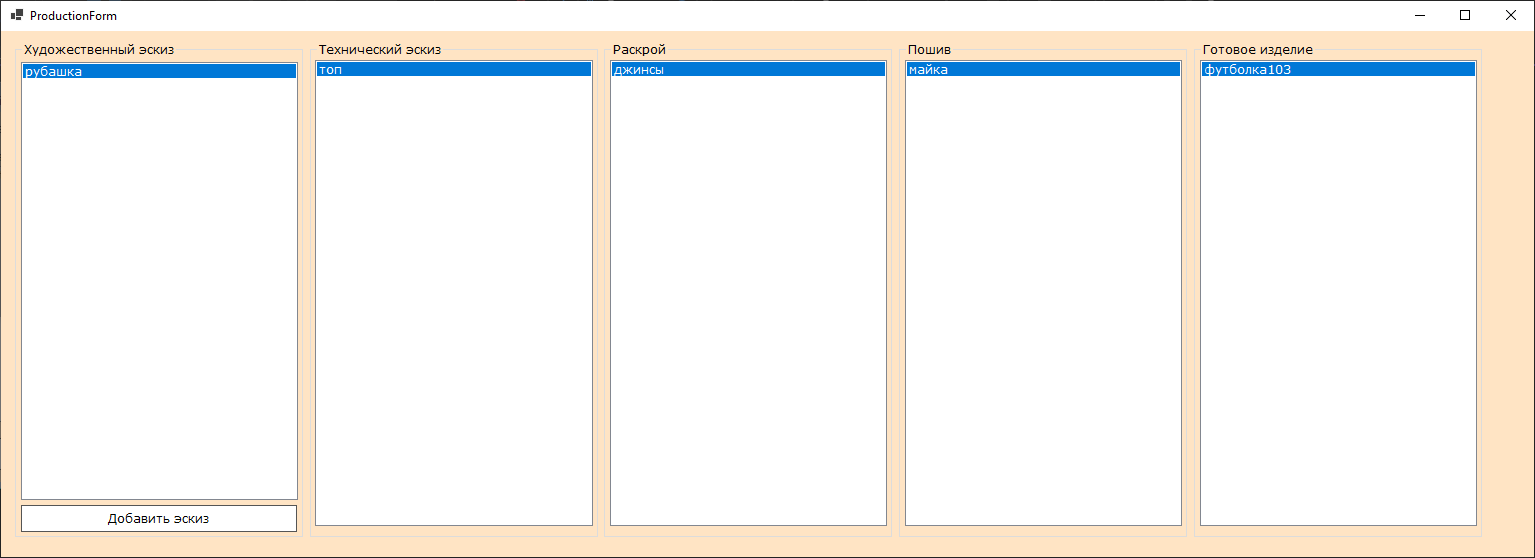 ProductionForm
Художественный эскиз
рубашка
Добавить эскиз
Технический эскиз
топ
Раскрой
джинсы
Пошив
майка
Готовое изделие
футболка103